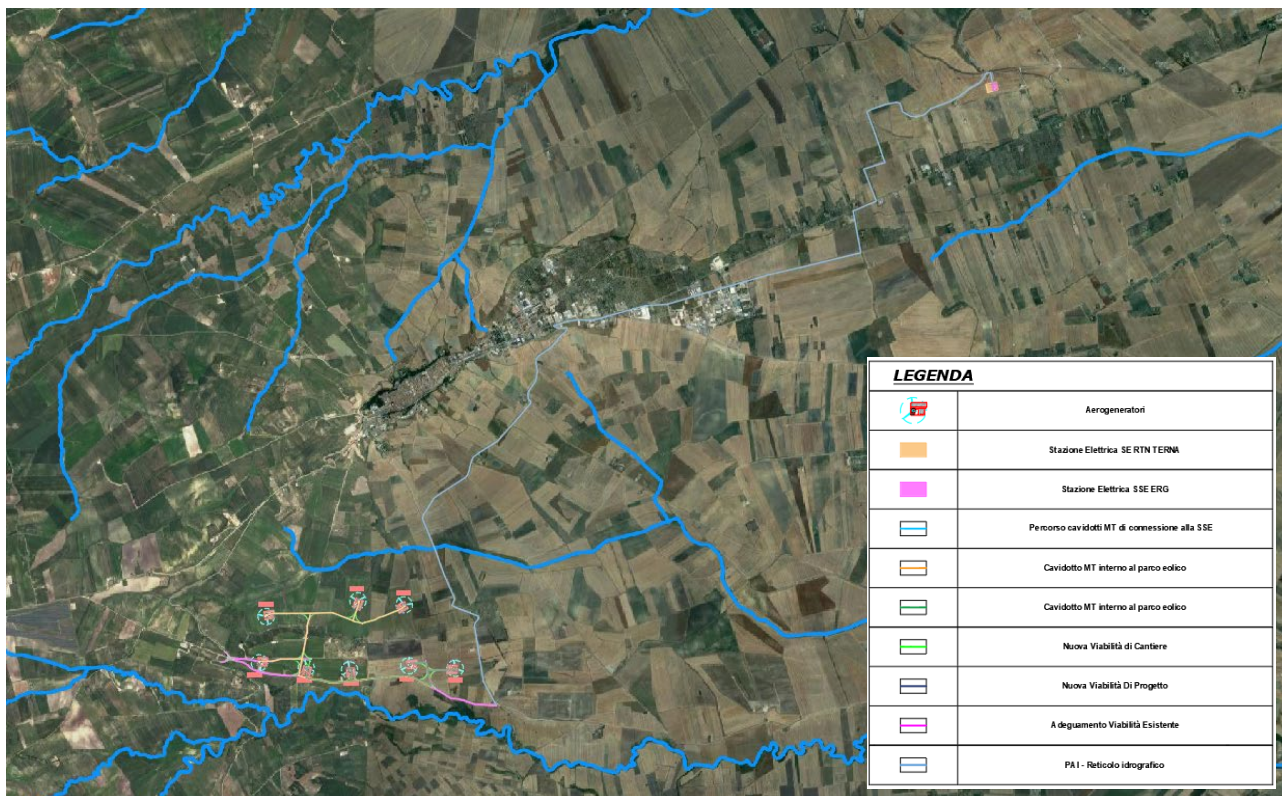 LEGENDA
Aerogeneratori
Stazione Elettrica SE RTN TERNA
Stazione Elettrica SSE ERG
Percorso cavidotti MT di connessione alla SSE
Cavidotto MT interno al parco eolico
Cavidotto MT interno al parco eolico
Nuova Viabilità di Cantiere
Nuova Viabilità Di Progetto
Adeguamento Viabilità Esistente
PAI - Reticolo idrografico